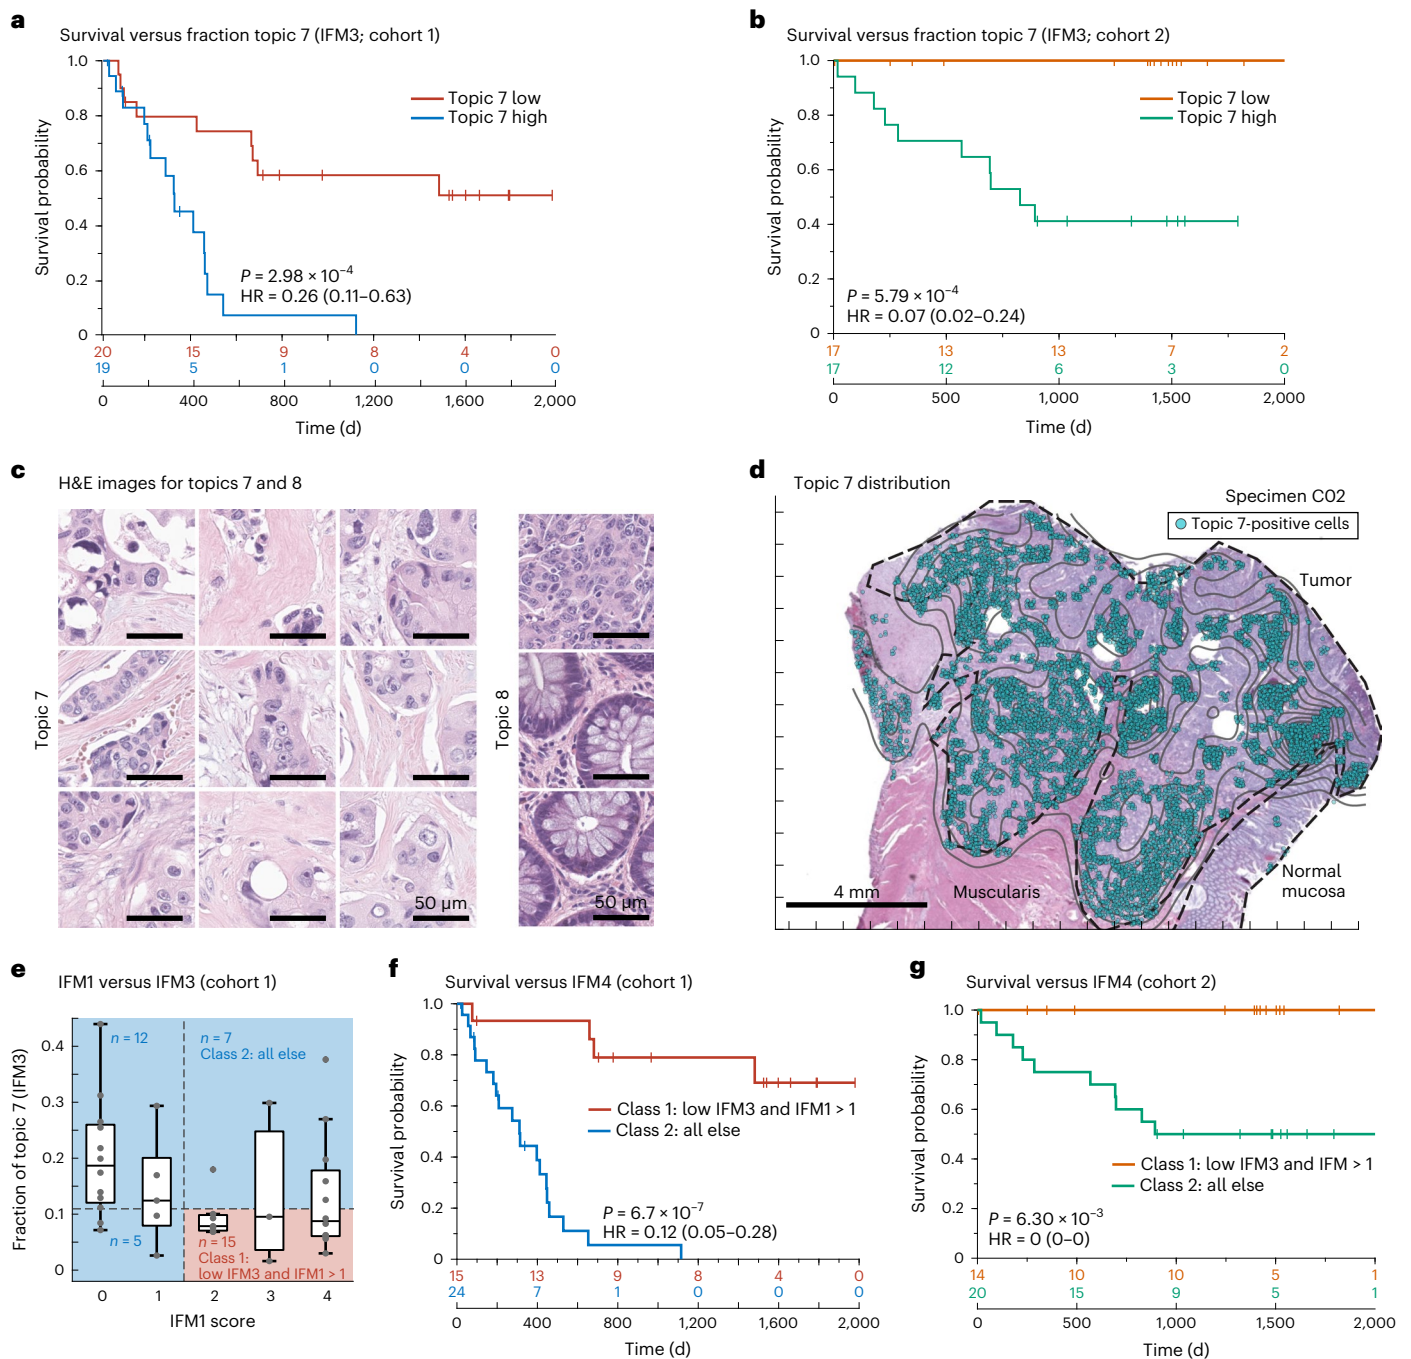 a
Survival versus fraction topic 7 (IFM3; cohort 1)
Survival probability
1.0
0.8
0.6
0.4
0.2
0
Topic 7 low
Topic 7 high
P = 2.98 × 10⁻⁴
HR = 0.26 (0.11–0.63)
20 15 9 8 4 0
19 5 1 0 0 0
0 400 800 1,200 1,600 2,000
Time (d)
b
Survival versus fraction topic 7 (IFM3; cohort 2)
Survival probability
1.0
0.8
0.6
0.4
0.2
0
Topic 7 low
Topic 7 high
P = 5.79 × 10⁻⁴
HR = 0.07 (0.02–0.24)
17 13 13 7 2
17 12 6 3 0
0 500 1,000 1,500 2,000
Time (d)
c
H&E images for topics 7 and 8
Topic 7
50 µm
Topic 8
50 µm
d
Topic 7 distribution
Specimen C02
Topic 7-positive cells
Tumor
Normal
mucosa
Muscularis
4 mm
e
IFM1 versus IFM3 (cohort 1)
Fraction of topic 7 (IFM3)
0.4
0.3
0.2
0.1
0
n = 12
n = 7
Class 2: all else
n = 5
n = 15
Class 1:
low IFM3 and IFM1 > 1
0 1 2 3 4
IFM1 score
f
Survival versus IFM4 (cohort 1)
Survival probability
1.0
0.8
0.6
0.4
0.2
0
Class 1: low IFM3 and IFM1 > 1
Class 2: all else
P = 6.7 × 10⁻⁷
HR = 0.12 (0.05–0.28)
15 13 9 8 4 0
24 7 1 0 0 0
0 400 800 1,200 1,600 2,000
Time (d)
g
Survival versus IFM4 (cohort 2)
Survival probability
1.0
0.8
0.6
0.4
0.2
0
Class 1: low IFM3 and IFM > 1
Class 2: all else
P = 6.30 × 10⁻³
HR = 0 (0–0)
14 10 10 5 1
20 15 9 5 1
0 500 1,000 1,500 2,000
Time (d)